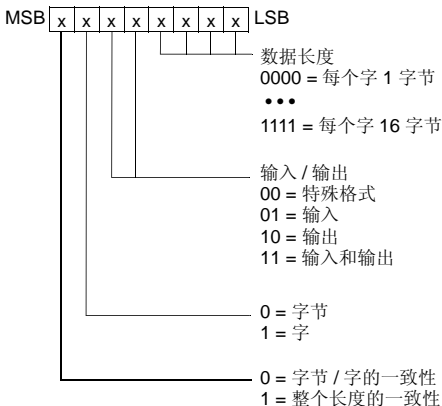 MSB x x x x x x x x LSB
数据长度
0000 = 每个字 1 字节
•••
1111 = 每个字 16 字节
输入 / 输出
00 = 特殊格式
01 = 输入
10 = 输出
11 = 输入和输出
0 = 字节
1 = 字
0 = 字节 / 字的一致性
1 = 整个长度的一致性